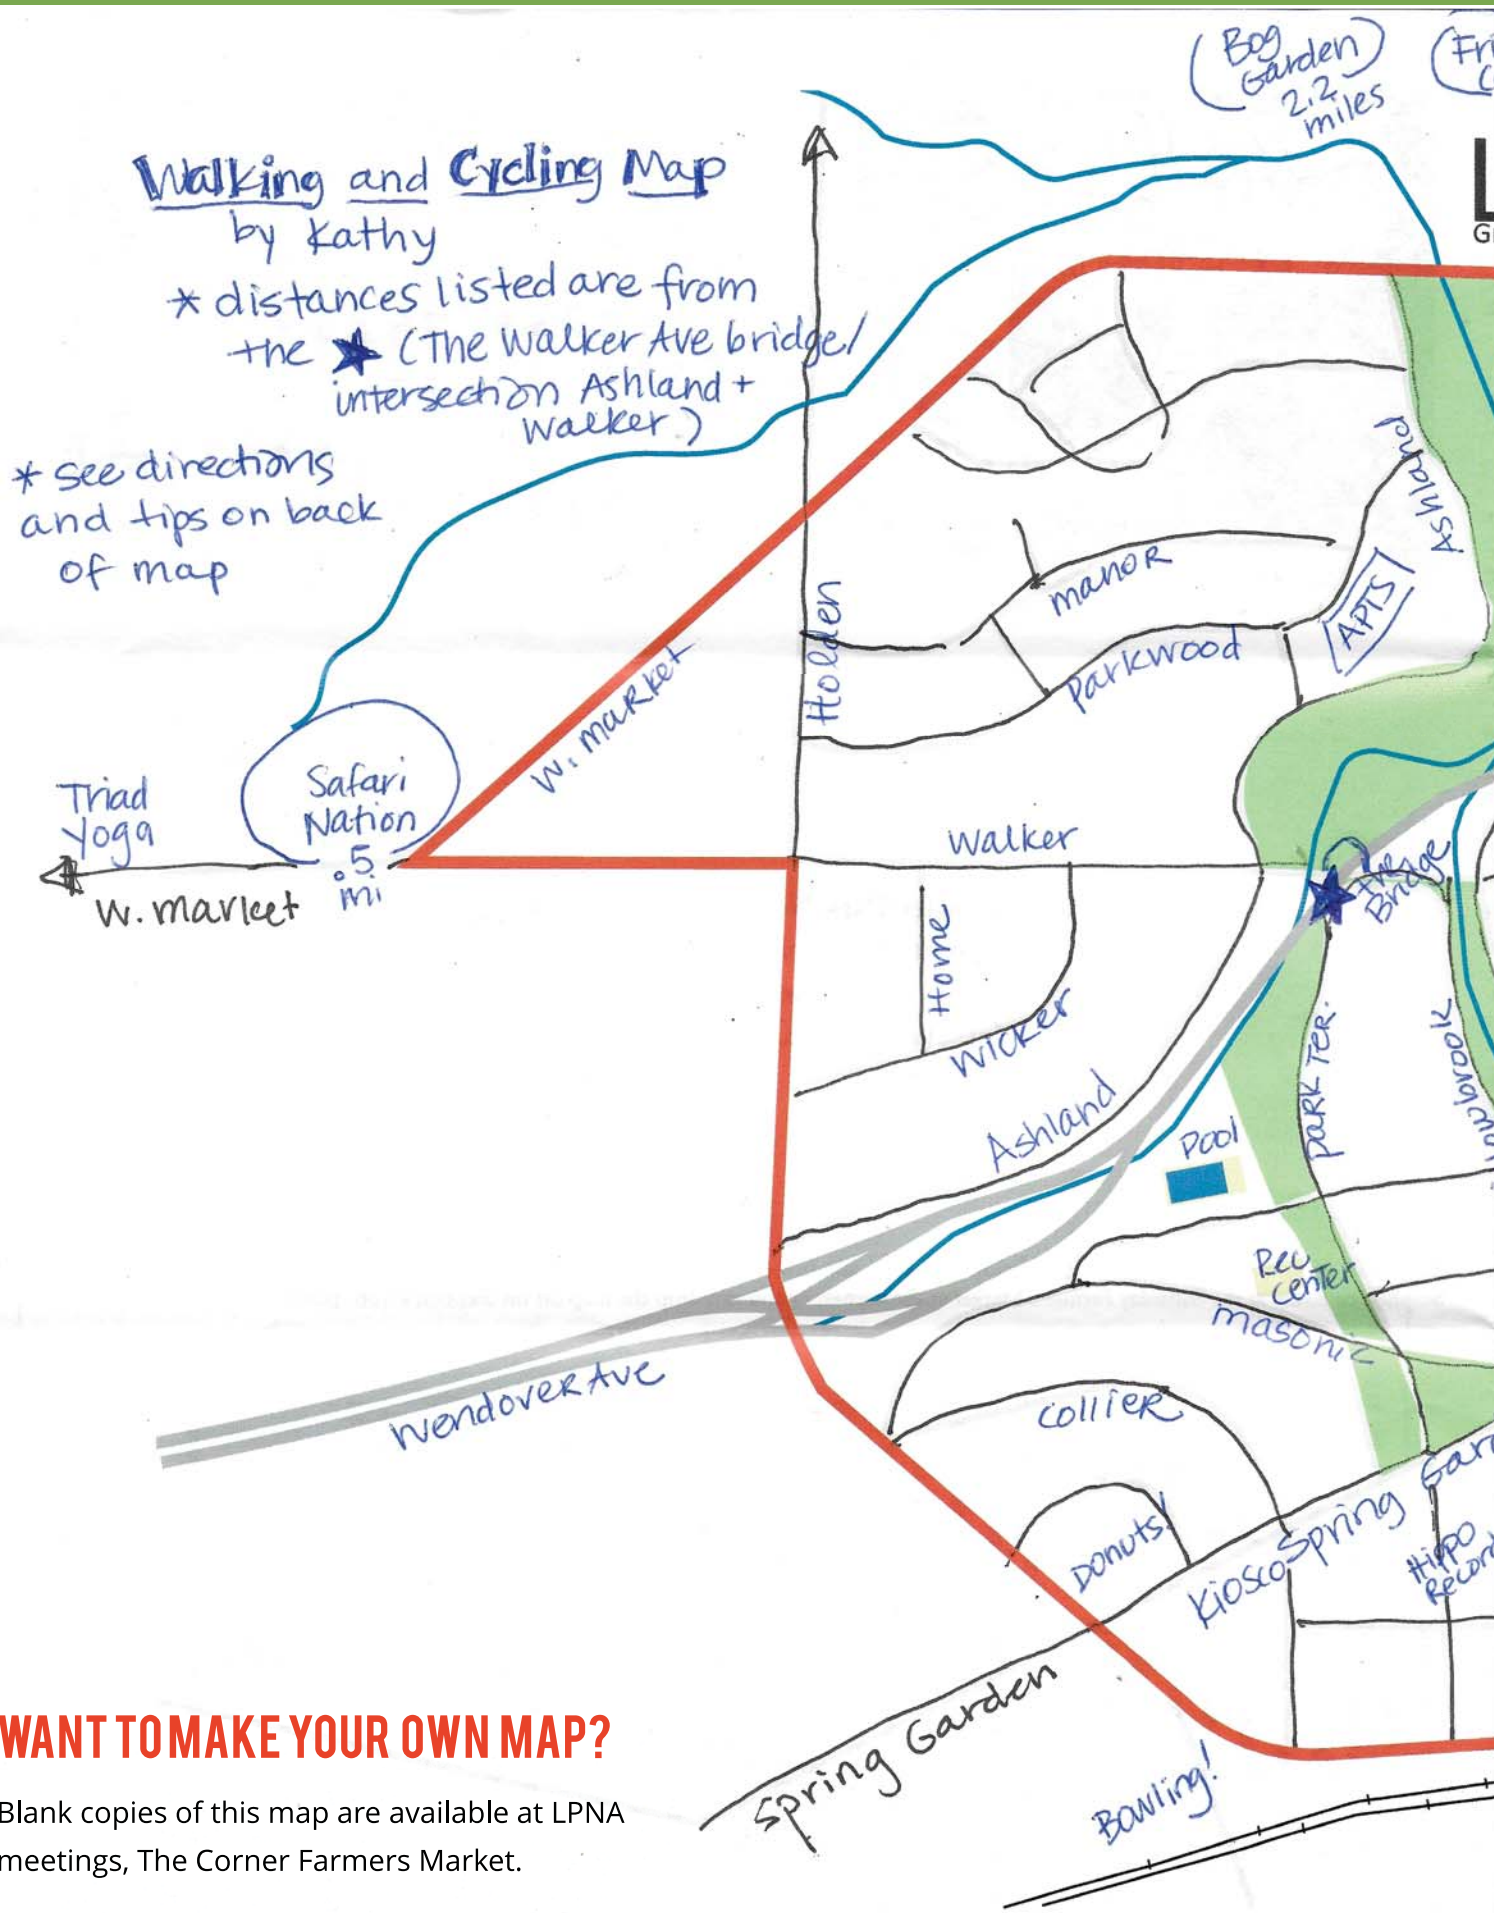 Bog
Garden
2.2
miles
Walking and Cycling Map
by Kathy
* distances listed are from
the ★ (The Walker Ave bridge/
intersection Ashland +
Walker)
* see directions
and tips on back
of map
Ashland
manor
APTS
Parkwood
Holden
W. market
Triad
Yoga
Safari
Nation
.5
mi
W. market
Walker
the
Bridge
Home
Wicker
PARK TER.
Ashland
Pool
Rec
Center
masonic
Wendover Ave
Collier
Donuts!
Kiosco
Spring
Hippo
Spring Garden
Bowling!
WANT TO MAKE YOUR OWN MAP?
Blank copies of this map are available at LPNA
meetings, The Corner Farmers Market.